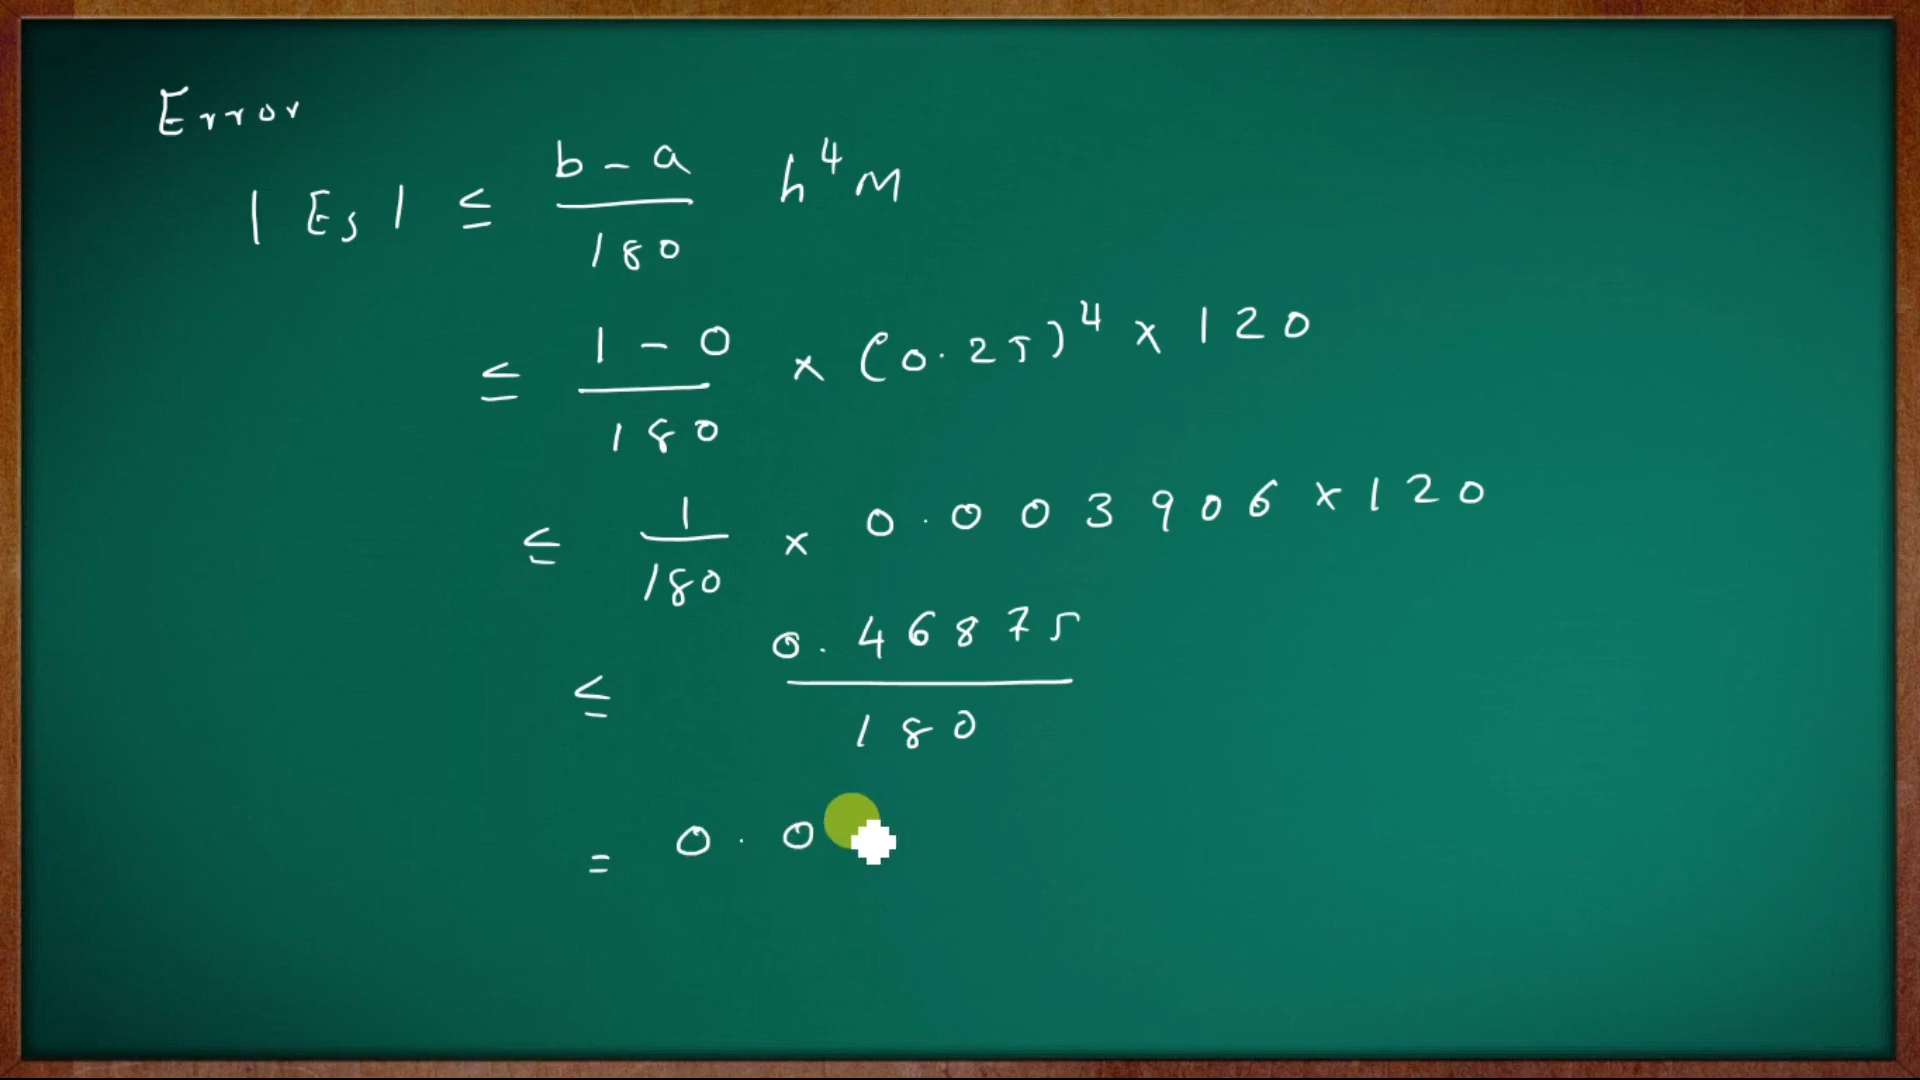 Error
| Es | ≤ b - a / 180 h⁴ M
≤ 1 - 0 / 180 × (0.25)⁴ × 120
≤ 1 / 180 × 0.003906 × 120
≤ 0.46875 / 180
= 0.0